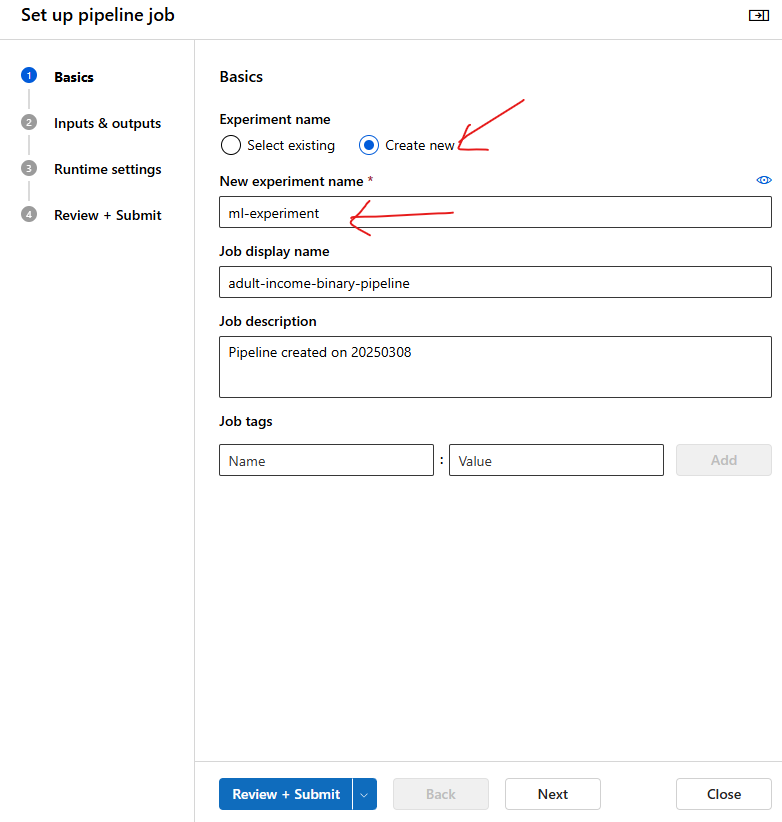 Set up pipeline job
1 Basics
2 Inputs & outputs
3 Runtime settings
4 Review + Submit
Basics
Experiment name
Select existing Create new
New experiment name *
ml-experiment
Job display name
adult-income-binary-pipeline
Job description
Pipeline created on 20250308
Job tags
Name : Value Add
Review + Submit Back Next Close